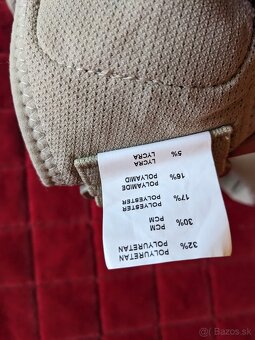 32% POLYURETAN
POLYURETAN
30% PCM
PCM
17% POLYESTER
POLYESTER
16% POLYAMIDE
POLYAMID
5% LYCRA
LYCRA
Bazos.sk